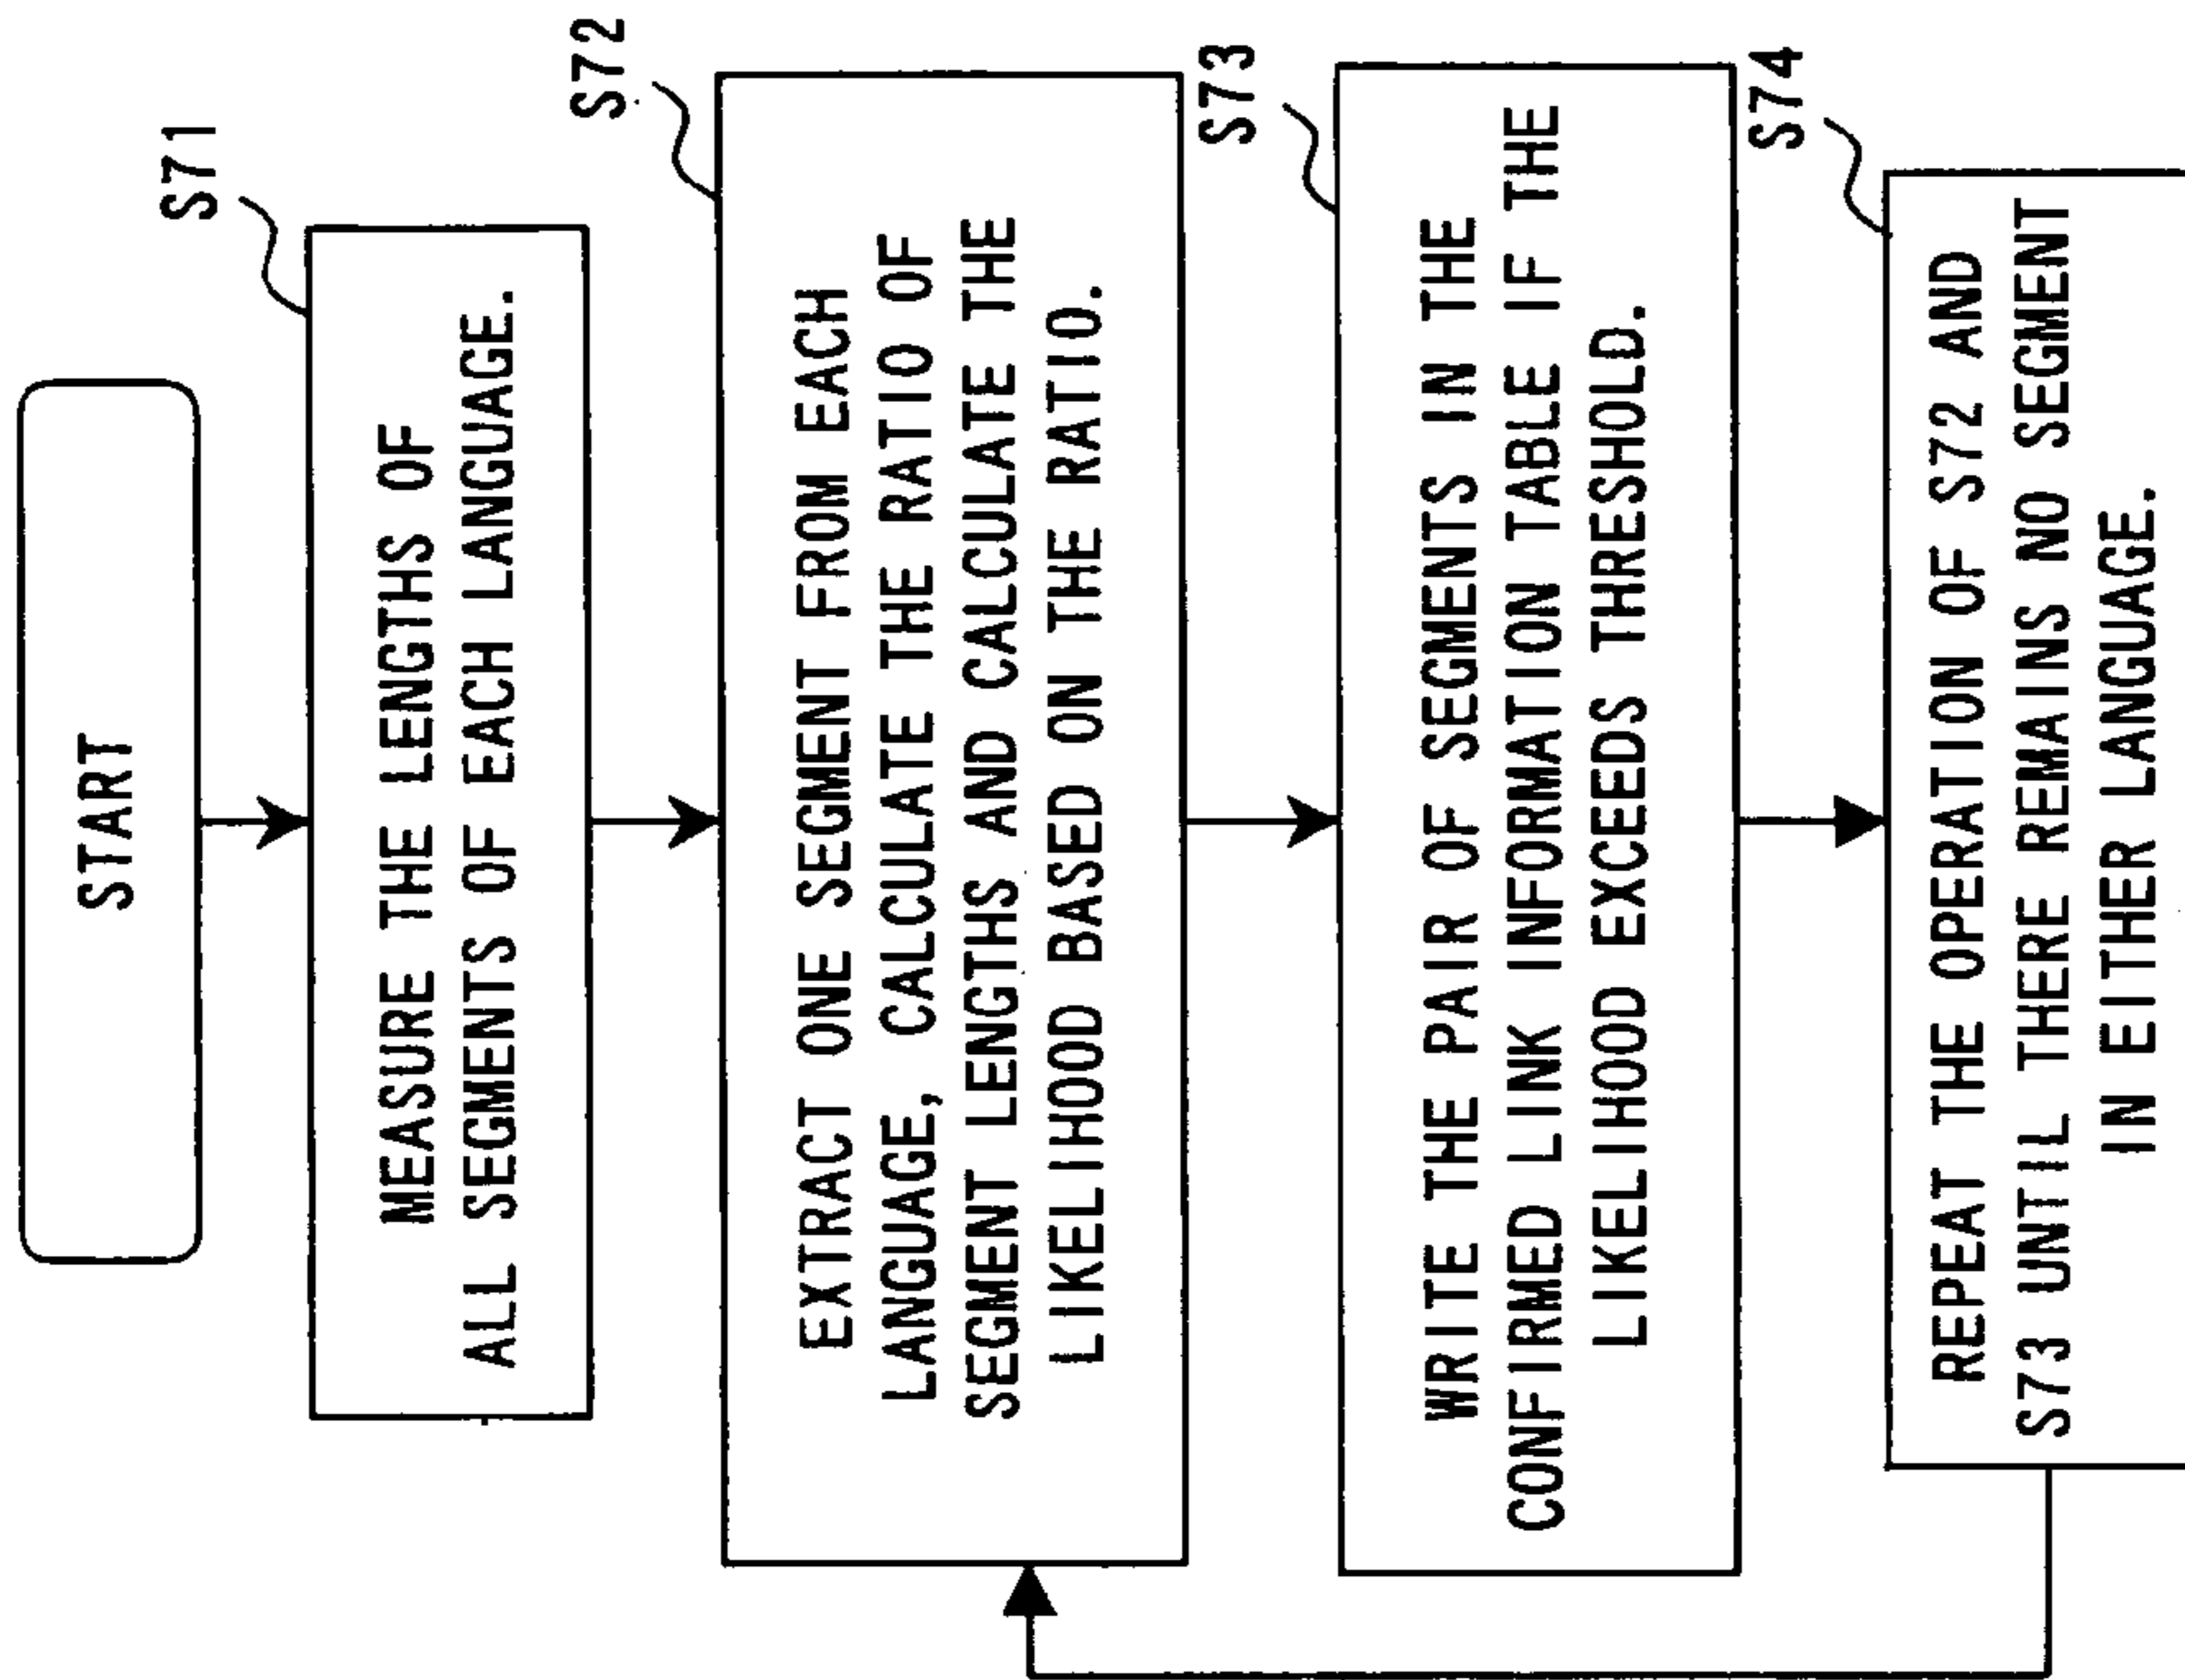 START
S71
MEASURE THE LENGTHS OF
ALL SEGMENTS OF EACH LANGUAGE.
S72
EXTRACT ONE SEGMENT FROM EACH
LANGUAGE, CALCULATE THE RATIO OF
SEGMENT LENGTHS AND CALCULATE THE
LIKELIHOOD BASED ON THE RATIO.
S73
WRITE THE PAIR OF SEGMENTS IN THE
CONFIRMED LINK INFORMATION TABLE IF THE
LIKELIHOOD EXCEEDS THRESHOLD.
S74
REPEAT THE OPERATION OF S72 AND
S73 UNTIL THERE REMAINS NO SEGMENT
IN EITHER LANGUAGE.